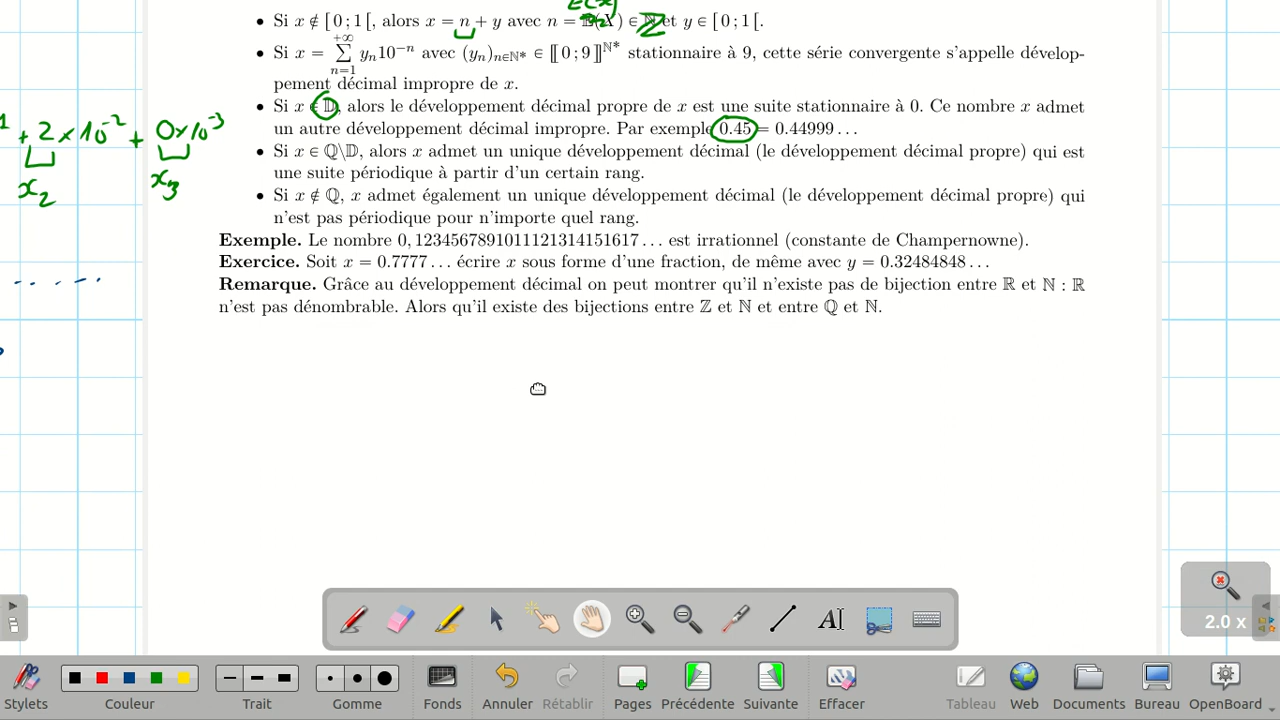 E(x)
• Si x ∉ [ 0 ; 1 [, alors x = n + y avec n = E(X) ∈ ℕ et y ∈ [ 0 ; 1 [.
ℤ
• Si x = ∑_{n=1}^{+∞} y_n 10^{-n} avec (y_n)_{n∈ℕ*} ∈ ⟦ 0 ; 9 ⟧^{ℕ*} stationnaire à 9, cette série convergente s'appelle dévelop-
pement décimal impropre de x.
• Si x ∈ 𝔻, alors le développement décimal propre de x est une suite stationnaire à 0. Ce nombre x admet
un autre développement décimal impropre. Par exemple 0.45 = 0.44999 . . .
+ 2 × 10^{-2} + 0 × 10^{-3}
x_2 x_3
• Si x ∈ ℚ\𝔻, alors x admet un unique développement décimal (le développement décimal propre) qui est
une suite périodique à partir d'un certain rang.
• Si x ∉ ℚ, x admet également un unique développement décimal (le développement décimal propre) qui
n'est pas périodique pour n'importe quel rang.
Exemple. Le nombre 0, 1234567891011121314151617 . . . est irrationnel (constante de Champernowne).
Exercice. Soit x = 0.7777 . . . écrire x sous forme d'une fraction, de même avec y = 0.32484848 . . .
Remarque. Grâce au développement décimal on peut montrer qu'il n'existe pas de bijection entre ℝ et ℕ : ℝ
n'est pas dénombrable. Alors qu'il existe des bijections entre ℤ et ℕ et entre ℚ et ℕ.
2.0 x
Stylets Couleur Trait Gomme Fonds Annuler Rétablir Pages Précédente Suivante Effacer Tableau Web Documents Bureau OpenBoard